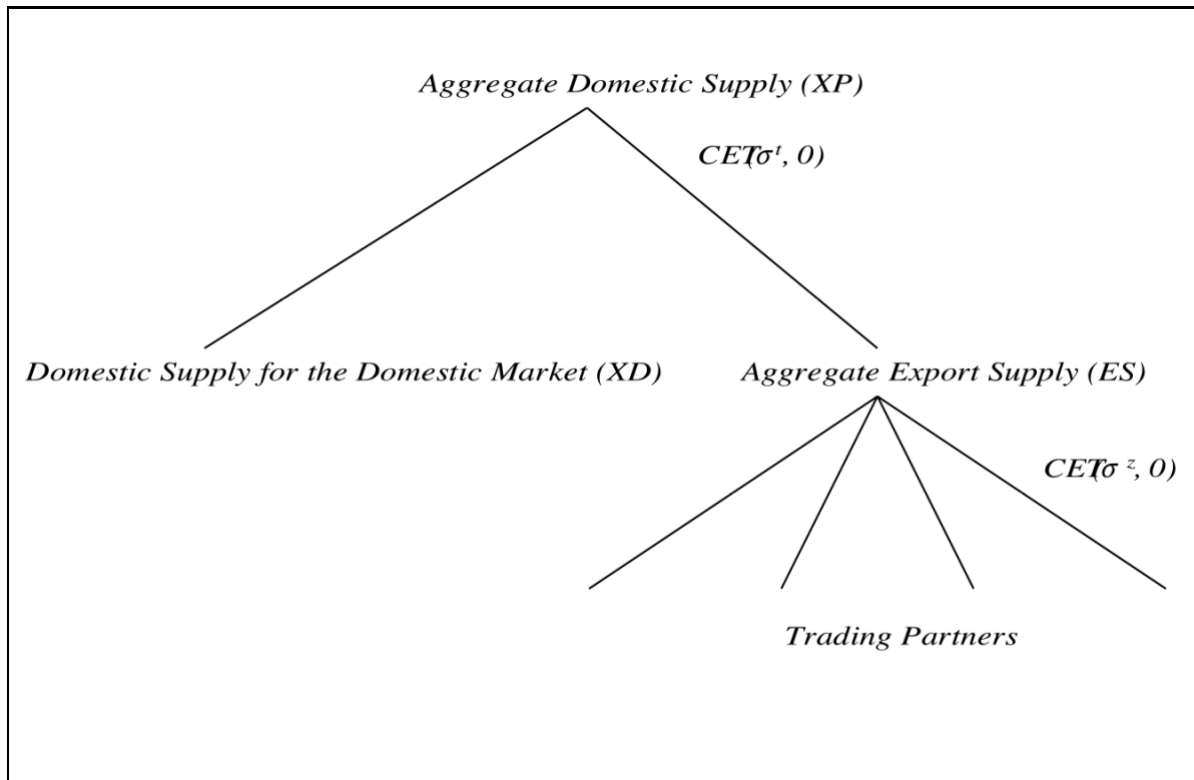 Aggregate Domestic Supply (XP)
CET(σᵗ, 0)
Domestic Supply for the Domestic Market (XD)
Aggregate Export Supply (ES)
CET(σ ᶻ, 0)
Trading Partners